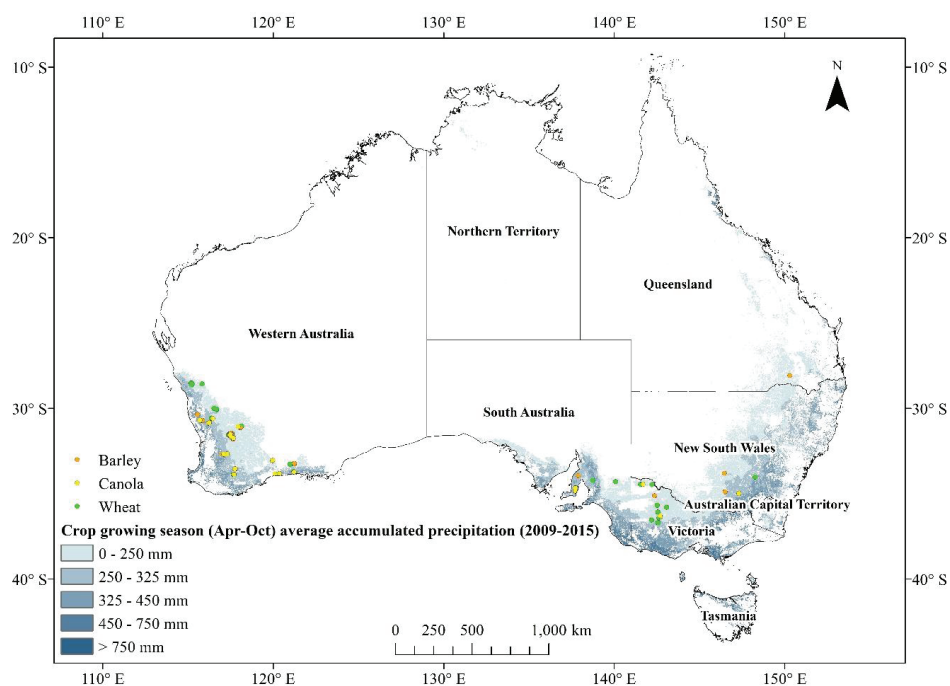 110° E 120° E 130° E 140° E 150° E
10° S 10° S
N
20° S 20° S
Northern Territory
Queensland
Western Australia
30° S 30° S
South Australia
New South Wales
Barley
Canola
Wheat
Australian Capital Territory
Victoria
Crop growing season (Apr-Oct) average accumulated precipitation (2009-2015)
0 - 250 mm
250 - 325 mm
40° S 40° S
325 - 450 mm
450 - 750 mm
> 750 mm
Tasmania
0 250 500 1,000 km
110° E 120° E 130° E 140° E 150° E